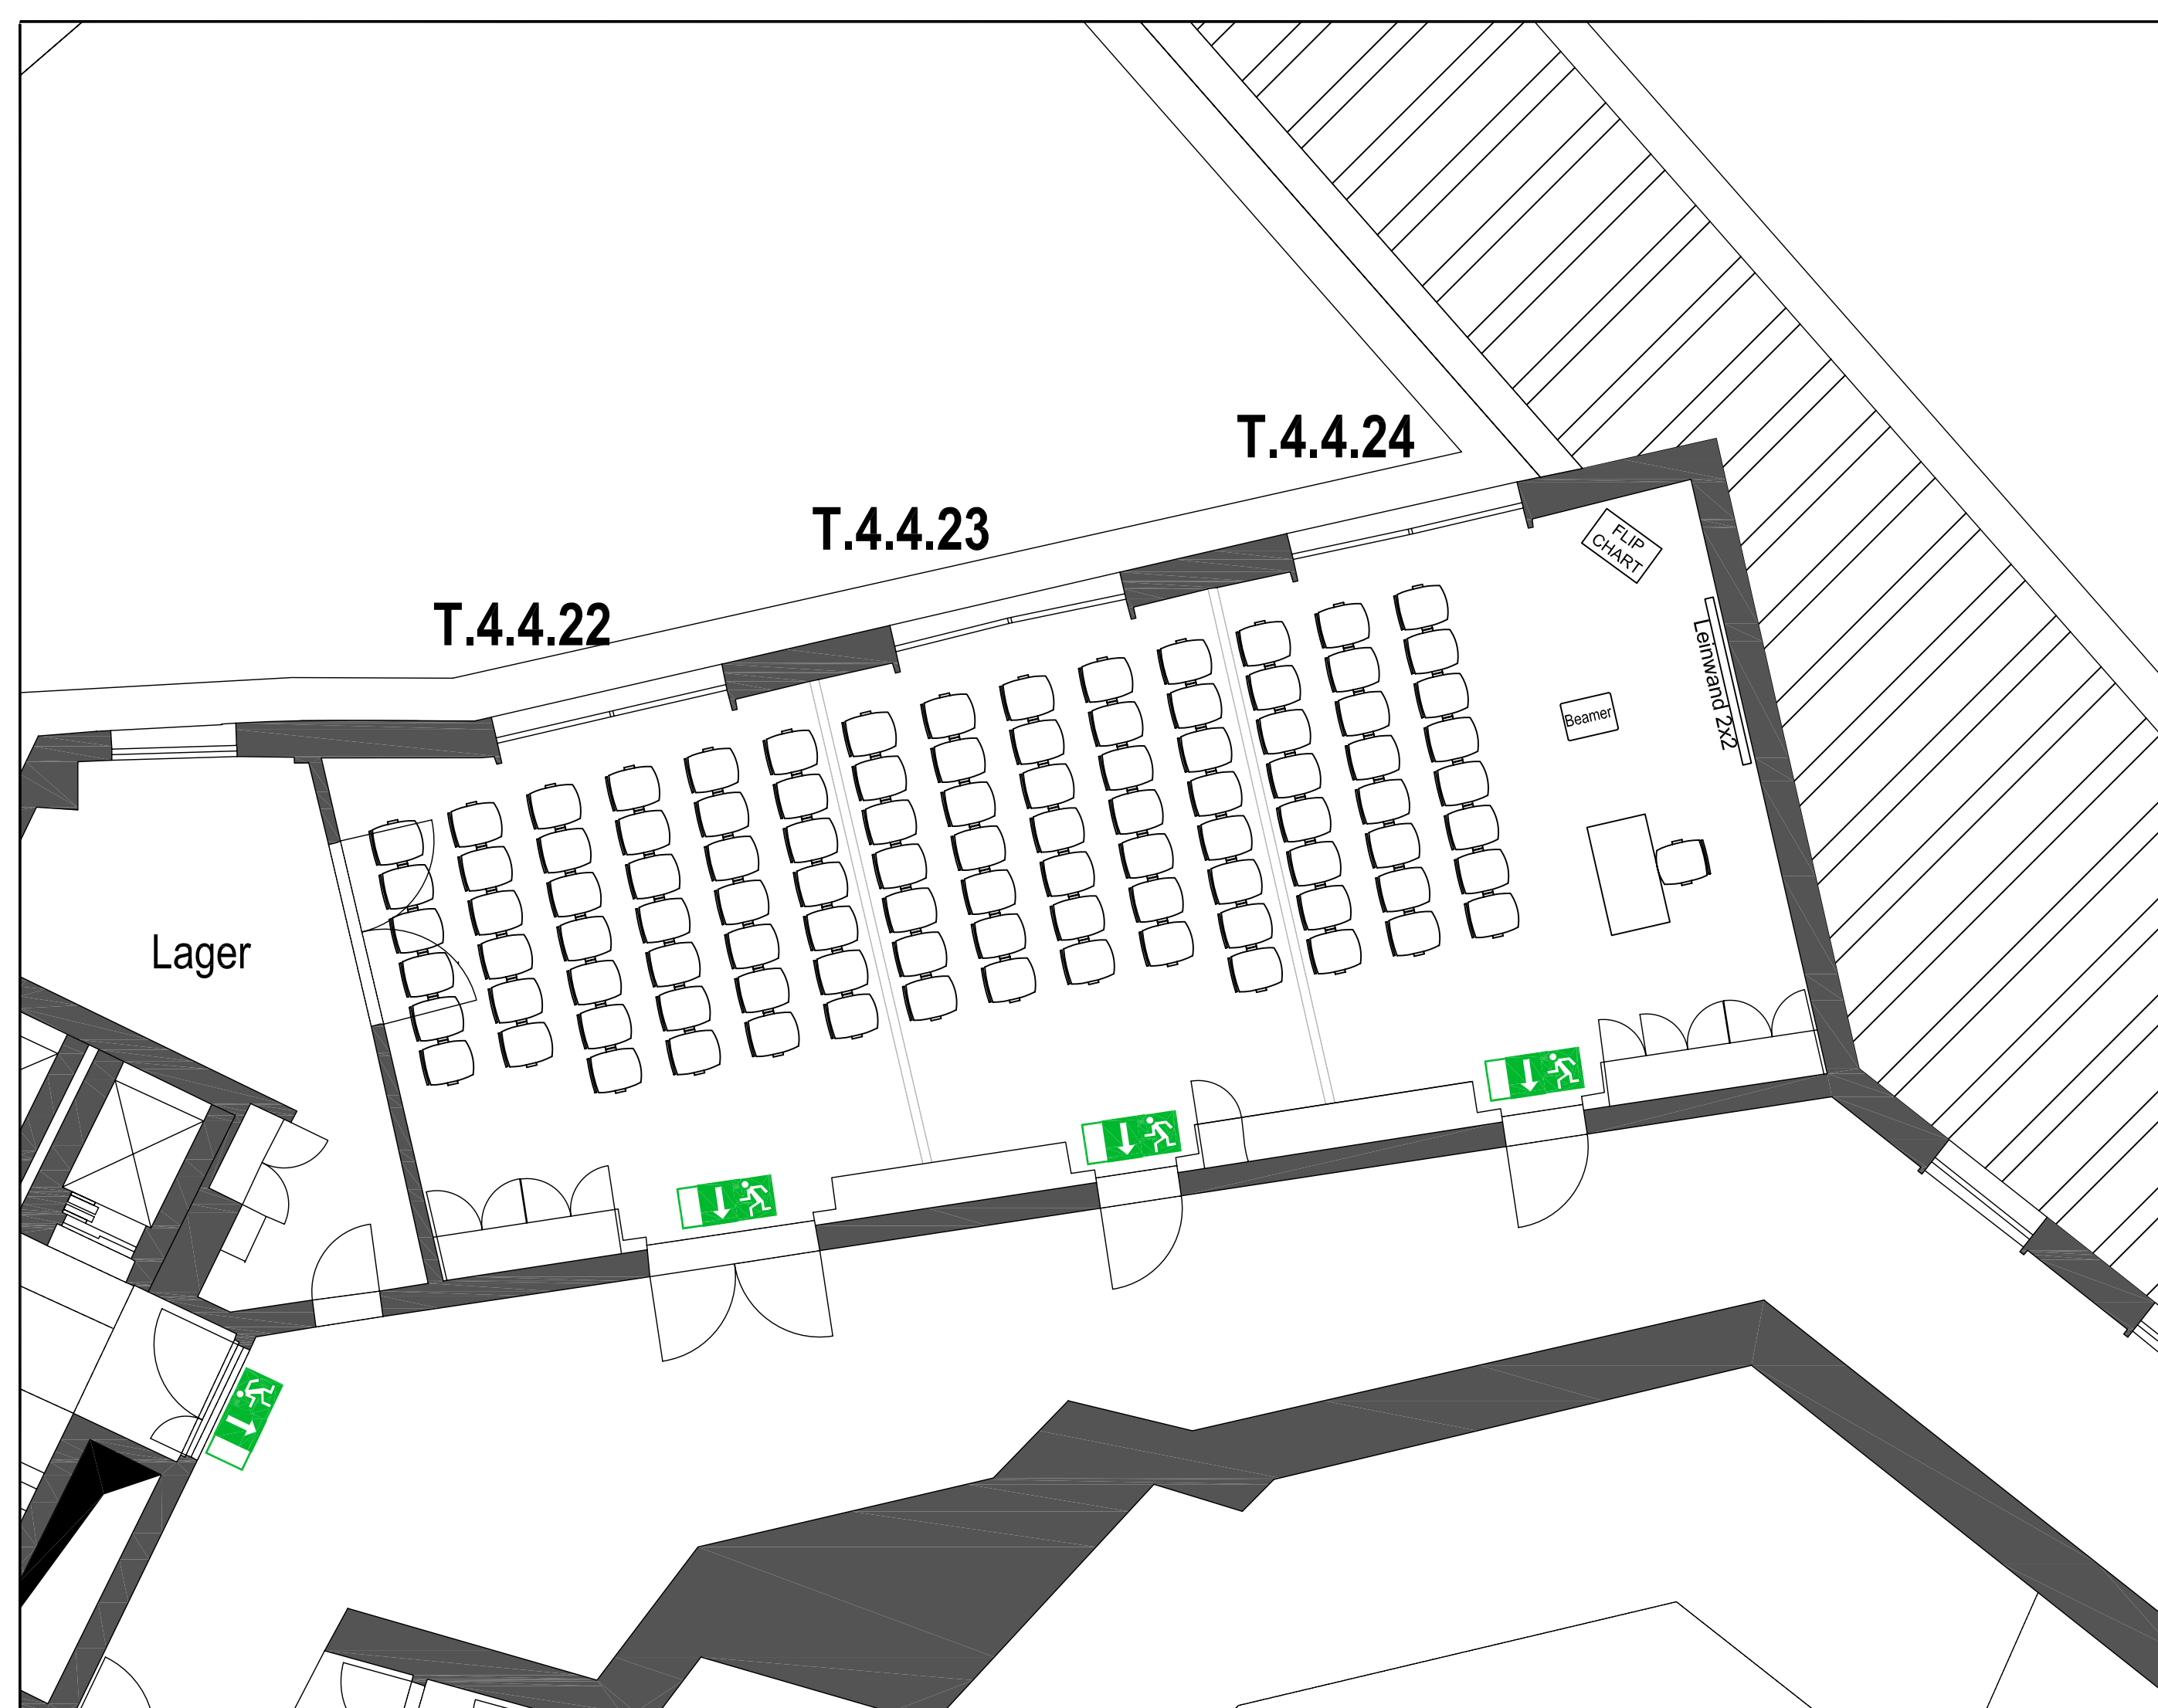 T.4.4.24
T.4.4.23
T.4.4.22
FLIP
CHART
Leinwand 2x2
Beamer
Lager